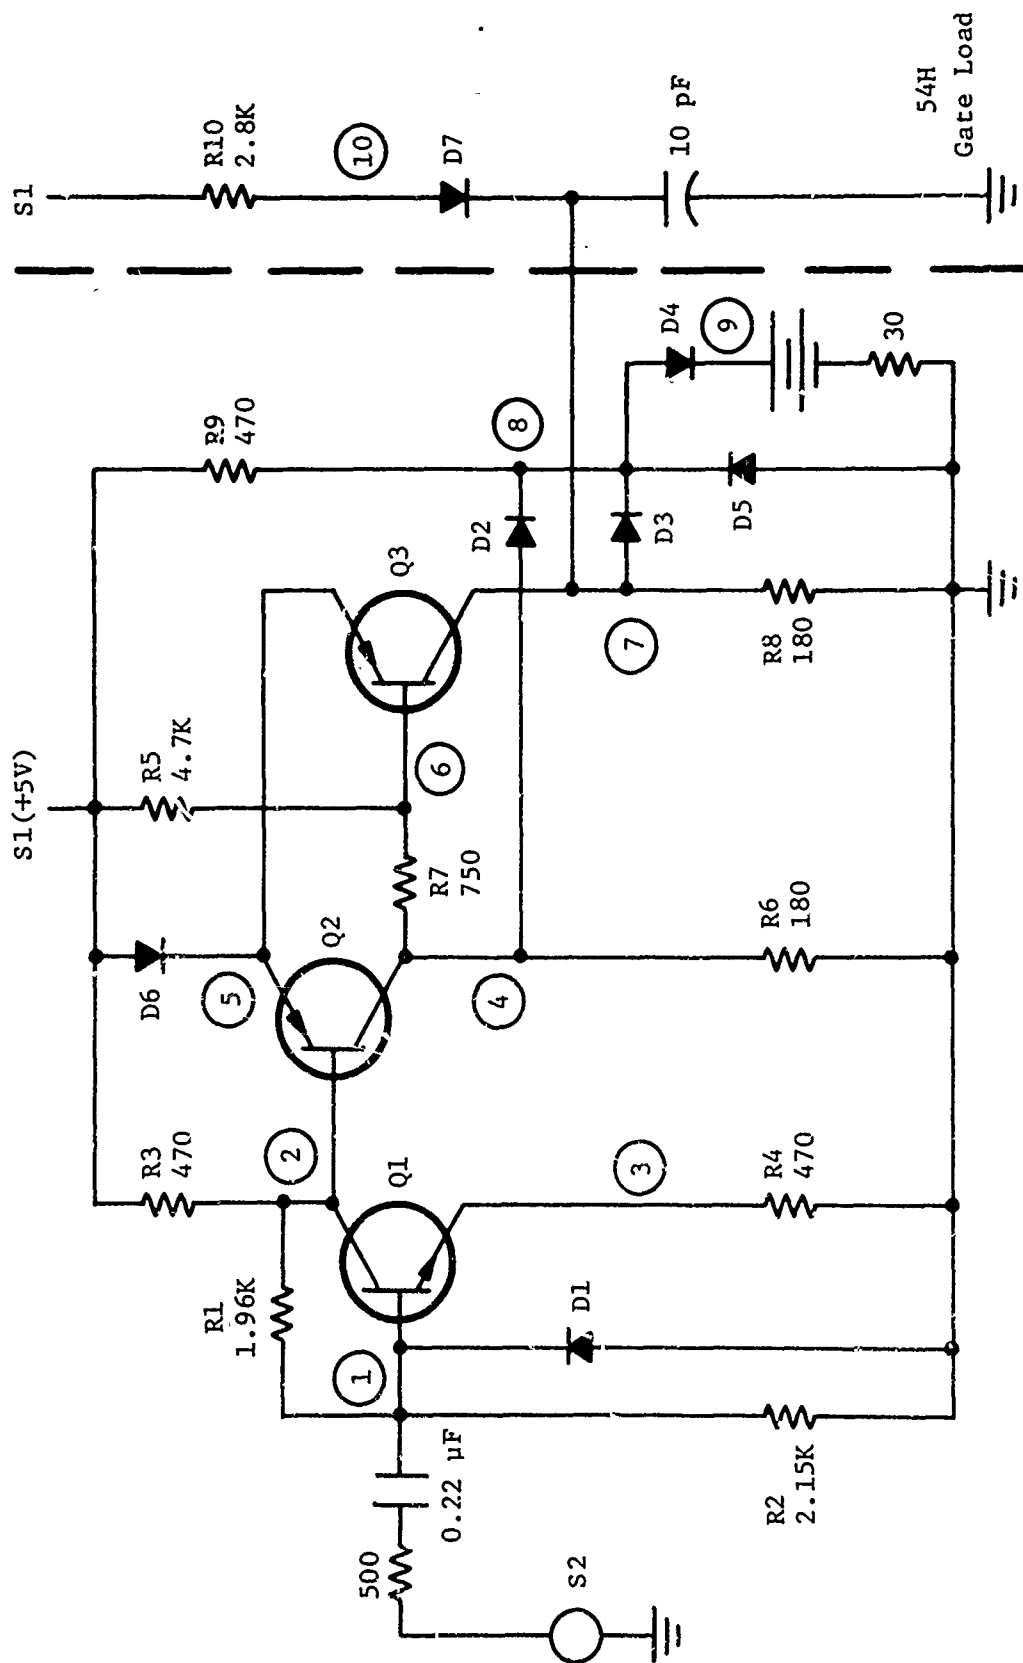 S1(+5V)
S1
R3
470
D6
R5
4.7K
R9
470
R10
2.8K
R1
1.96K
2
5
Q2
Q3
10
D7
1
Q1
6
R7
750
D2
8
D4
9
10 pF
500
0.22 µF
D1
3
4
7
D3
D5
30
S2
R2
2.15K
R4
470
R6
180
R8
180
54H
Gate Load